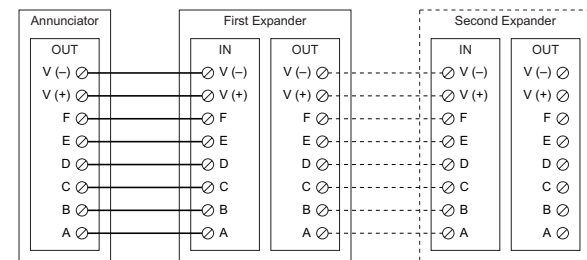 Annunciator First Expander Second Expander
OUT IN OUT IN OUT
V (–) V (–) V (–) V (–) V (–)
V (+) V (+) V (+) V (+) V (+)
F F F F F
E E E E E
D D D D D
C C C C C
B B B B B
A A A A A